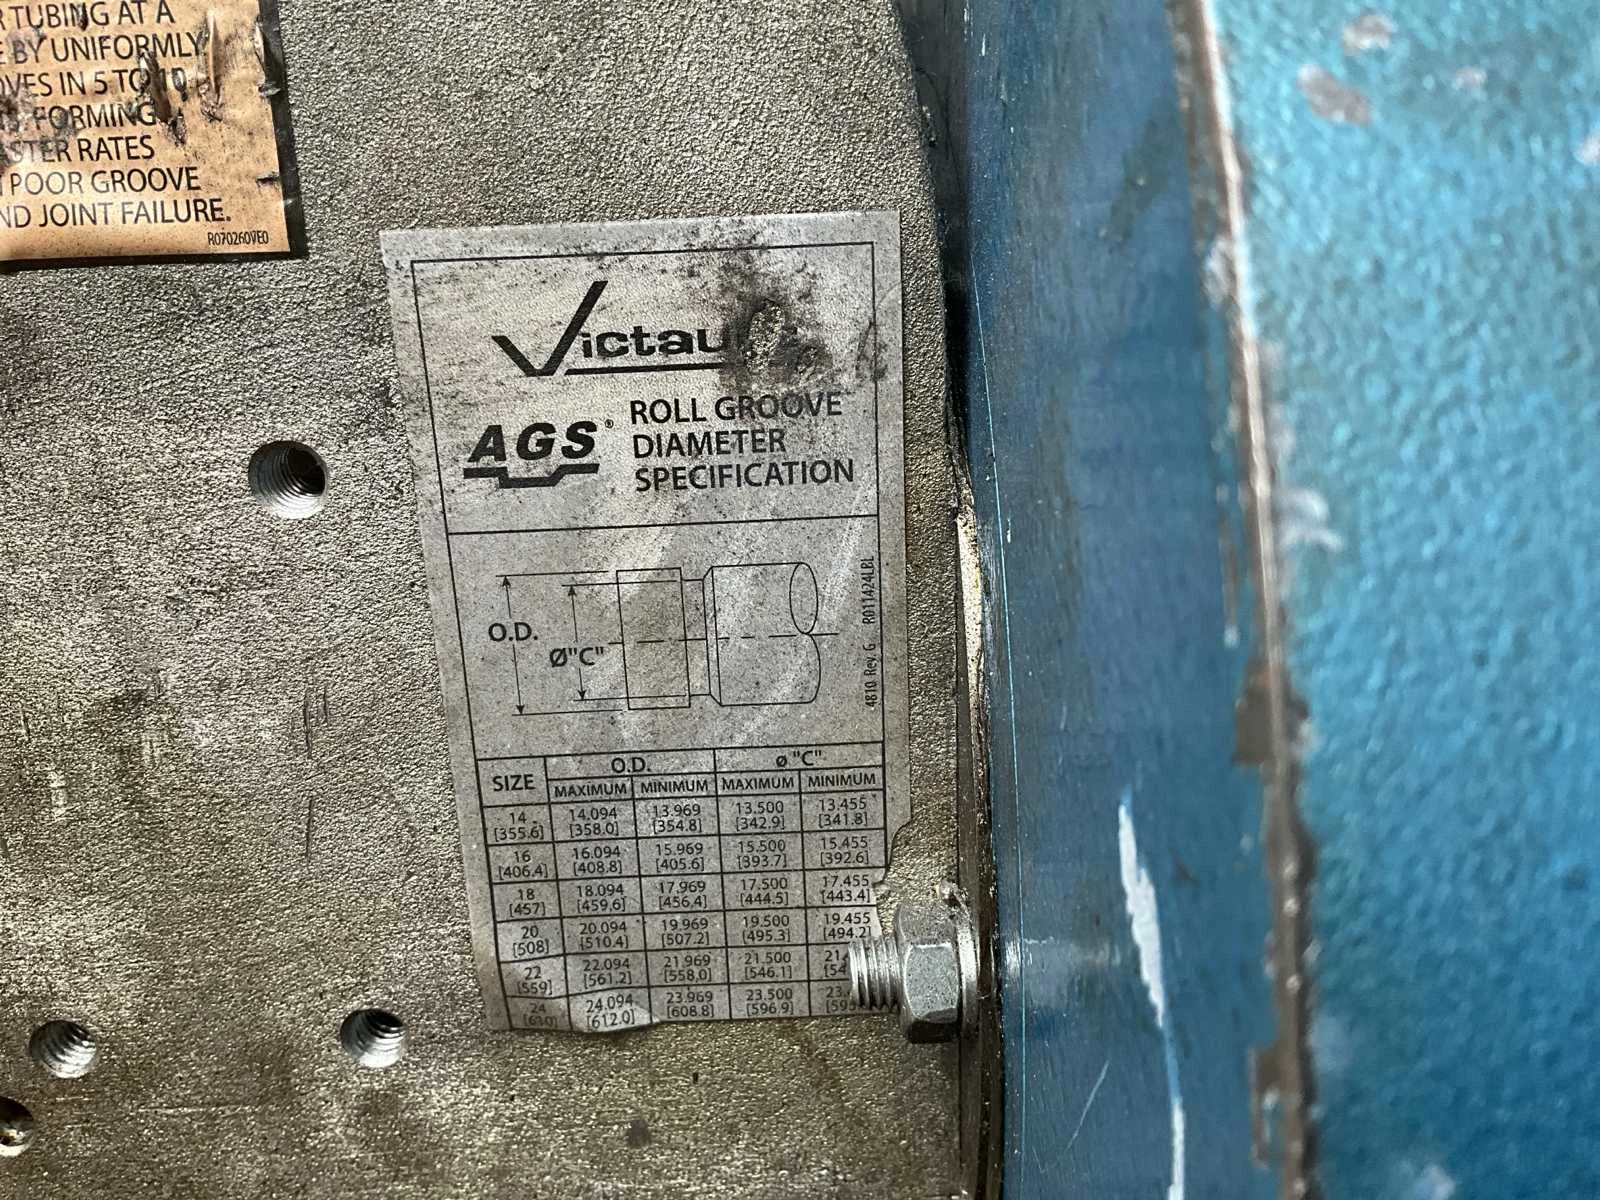 R TUBING AT A
E BY UNIFORMLY
OVES IN 5 TO 10
FORMING.
ASTER RATES
POOR GROOVE
ND JOINT FAILURE.
R070260VE0
Victau
AGS® ROLL GROOVE
DIAMETER
SPECIFICATION
O.D.
Ø"C"
4810 Rev. G R011424LBL
SIZE O.D. ø "C"
MAXIMUM MINIMUM MAXIMUM MINIMUM
14 14.094 13.969 13.500 13.455
[355.6] [358.0] [354.8] [342.9] [341.8]
16 16.094 15.969 15.500 15.455
[406.4] [408.8] [405.6] [393.7] [392.6]
18 18.094 17.969 17.500 17.455
[457] [459.6] [456.4] [444.5] [443.4]
20 20.094 19.969 19.500 19.455
[508] [510.4] [507.2] [495.3] [494.2]
22 22.094 21.969 21.500 21.
[559] [561.2] [558.0] [546.1] [54
24 24.094 23.969 23.500 23.
[610] [612.0] [608.8] [596.9] [595